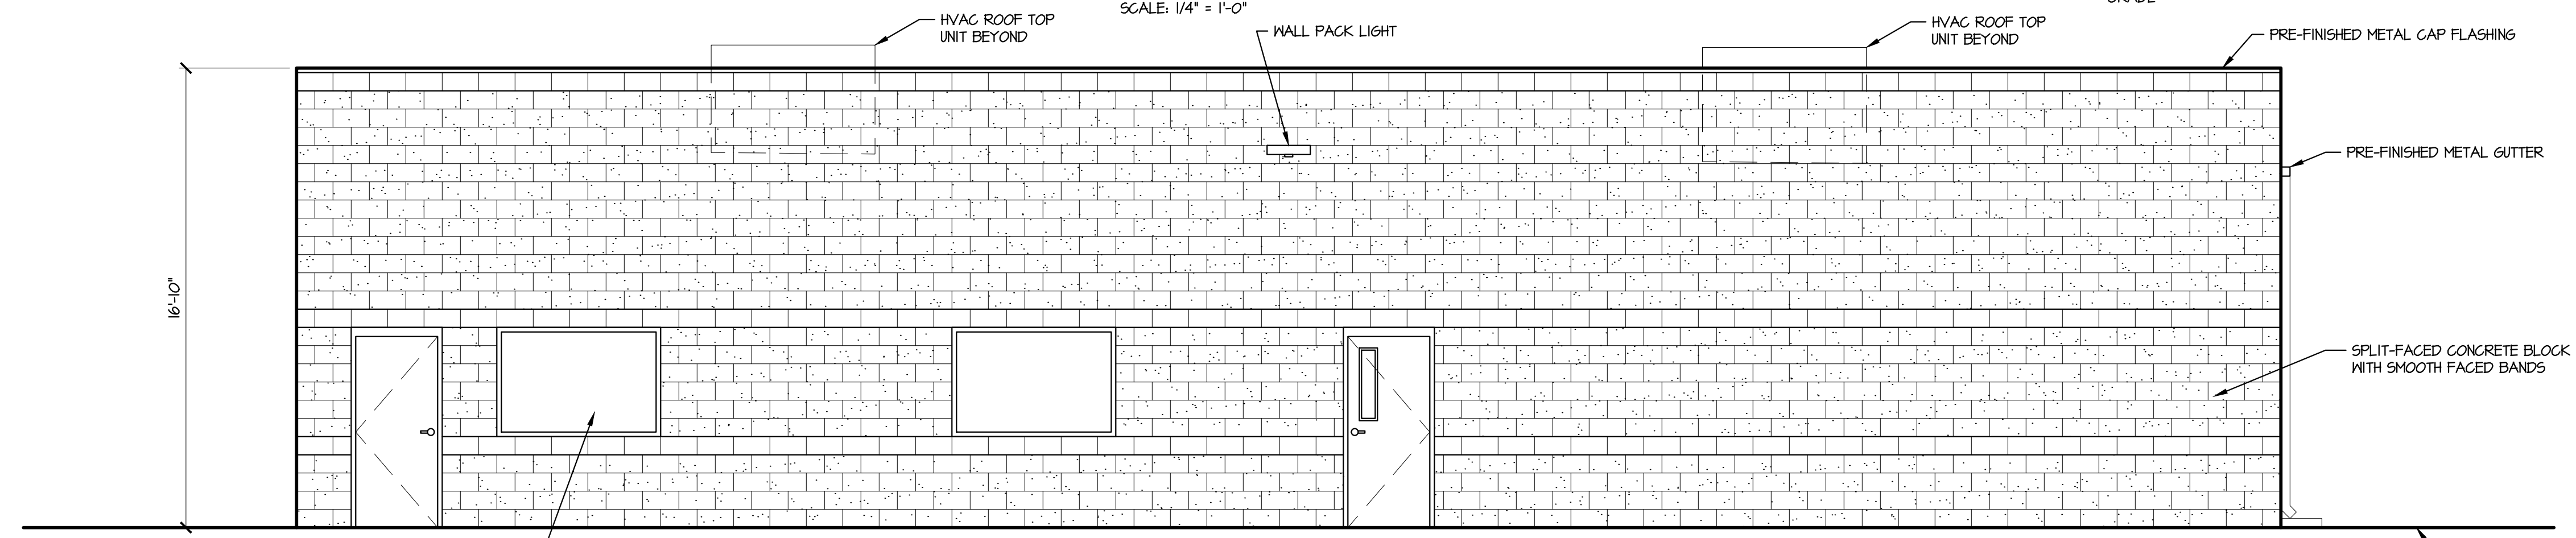 SCALE: 1/4" = 1'-0"
HVAC ROOF TOP
UNIT BEYOND
WALL PACK LIGHT
HVAC ROOF TOP
UNIT BEYOND
PRE-FINISHED METAL CAP FLASHING
PRE-FINISHED METAL GUTTER
16'-10"
SPLIT-FACED CONCRETE BLOCK
WITH SMOOTH FACED BANDS